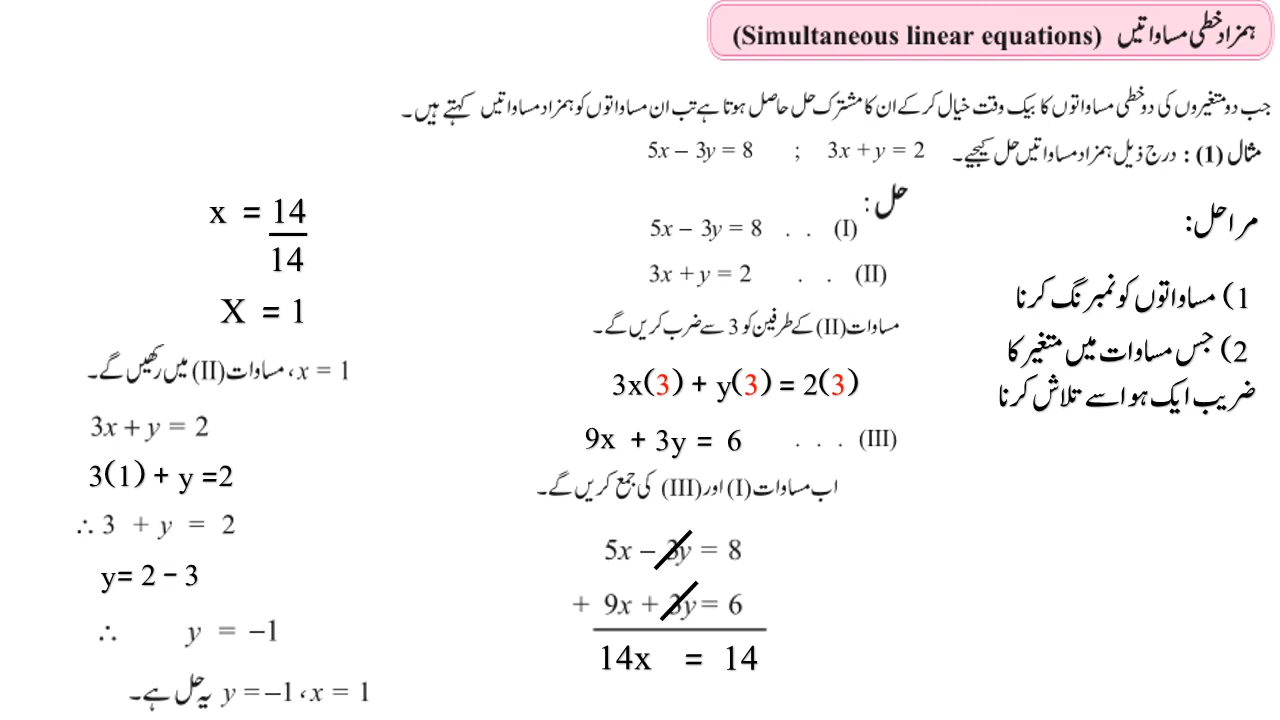 ہمزاد خطی مساواتیں (Simultaneous linear equations)
جب دو متغیروں کی دو خطی مساواتوں کا بیک وقت خیال کر کے ان کا مشترک حل حاصل ہوتا ہے تب ان مساواتوں کو ہمزاد مساواتیں کہتے ہیں۔
مثال (1) : درج ذیل ہمزاد مساواتیں حل کیجیے۔ 5x – 3y = 8 ; 3x + y = 2
مراحل:
1) مساواتوں کو نمبرنگ کرنا
2) جس مساوات میں متغیر کا
ضریب ایک ہو اسے تلاش کرنا
حل :
5x – 3y = 8 . . (I)
3x + y = 2 . . (II)
مساوات (II) کے طرفین کو 3 سے ضرب کریں گے۔
3x(3) + y(3) = 2(3)
9x + 3y = 6 . . . (III)
اب مساوات (I) اور (III) کی جمع کریں گے۔
5x – 3y = 8
+ 9x + 3y = 6
14x = 14
x = 14
14
X = 1
x = 1، مساوات (II) میں رکھیں گے۔
3x + y = 2
3(1) + y =2
∴ 3 + y = 2
y= 2 – 3
∴ y = –1
x = 1، y = –1 یہ حل ہے۔